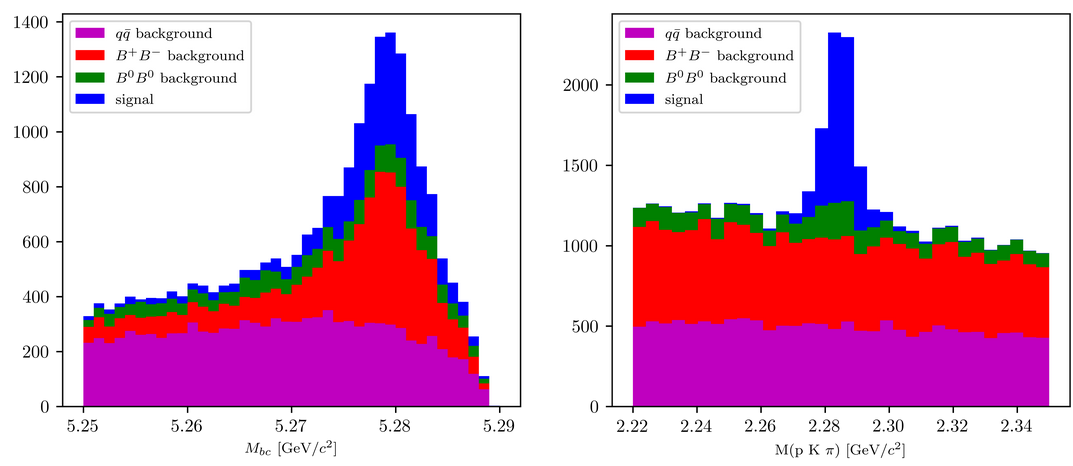 1400
1200
1000
800
600
400
200
0
q q̄ background
B⁺B⁻ background
B⁰B⁰ background
signal
5.25
5.26
5.27
5.28
5.29
M_bc [GeV/c²]
2000
1500
1000
500
0
q q̄ background
B⁺B⁻ background
B⁰B⁰ background
signal
2.22
2.24
2.26
2.28
2.30
2.32
2.34
M(p K π) [GeV/c²]